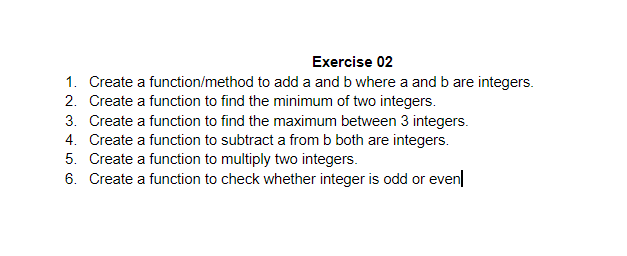 Exercise 02
1. Create a function/method to add a and b where a and b are integers.
2. Create a function to find the minimum of two integers.
3. Create a function to find the maximum between 3 integers.
4. Create a function to subtract a from b both are integers.
5. Create a function to multiply two integers.
6. Create a function to check whether integer is odd or even